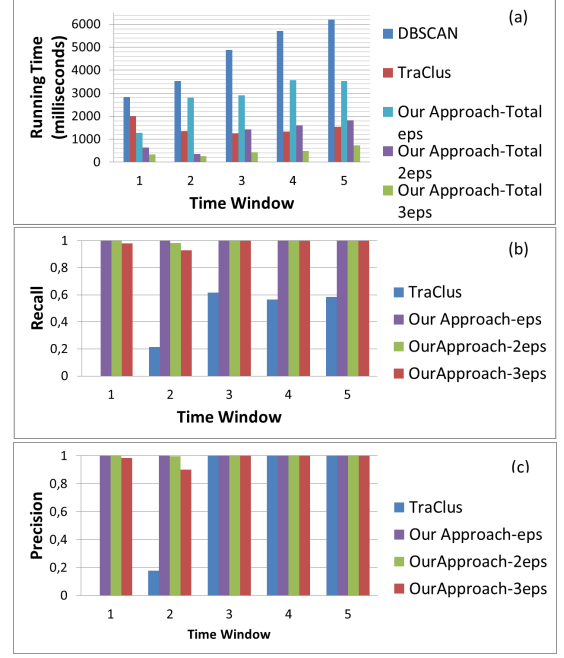 (a)
6000
5000
4000
3000
2000
1000
0
Running Time
(milliseconds)
1 2 3 4 5
Time Window
DBSCAN
TraClus
Our Approach-Total
eps
Our Approach-Total
2eps
Our Approach-Total
3eps
(b)
1
0,8
0,6
0,4
0,2
0
Recall
1 2 3 4 5
Time Window
TraClus
Our Approach-eps
OurApproach-2eps
OurApproach-3eps
(c)
1
0,8
0,6
0,4
0,2
0
Precision
1 2 3 4 5
Time Window
TraClus
Our Approach-eps
OurApproach-2eps
OurApproach-3eps